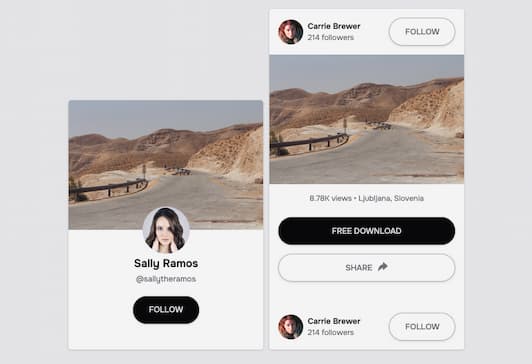 Carrie Brewer
214 followers
FOLLOW
8.78K views • Ljubljana, Slovenia
FREE DOWNLOAD
SHARE
Carrie Brewer
214 followers
FOLLOW
Sally Ramos
@sallytheramos
FOLLOW